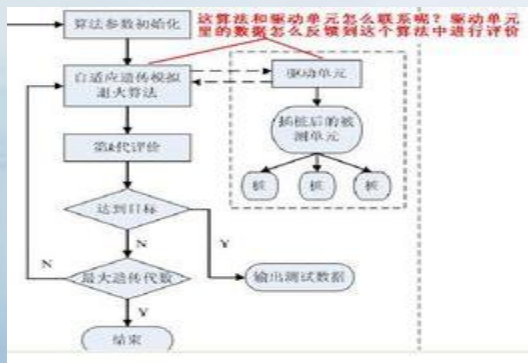 这算法和驱动单元怎么联系呢？驱动单元
里的数据怎么反馈到这个算法中进行评价
算法参数初始化
自适应遗传模拟
退火算法
驱动单元
插桩后的被
测单元
第k代评价
桩
桩
桩
达到目标
N
Y
N
最大遗传代数
输出测试数据
Y
结束